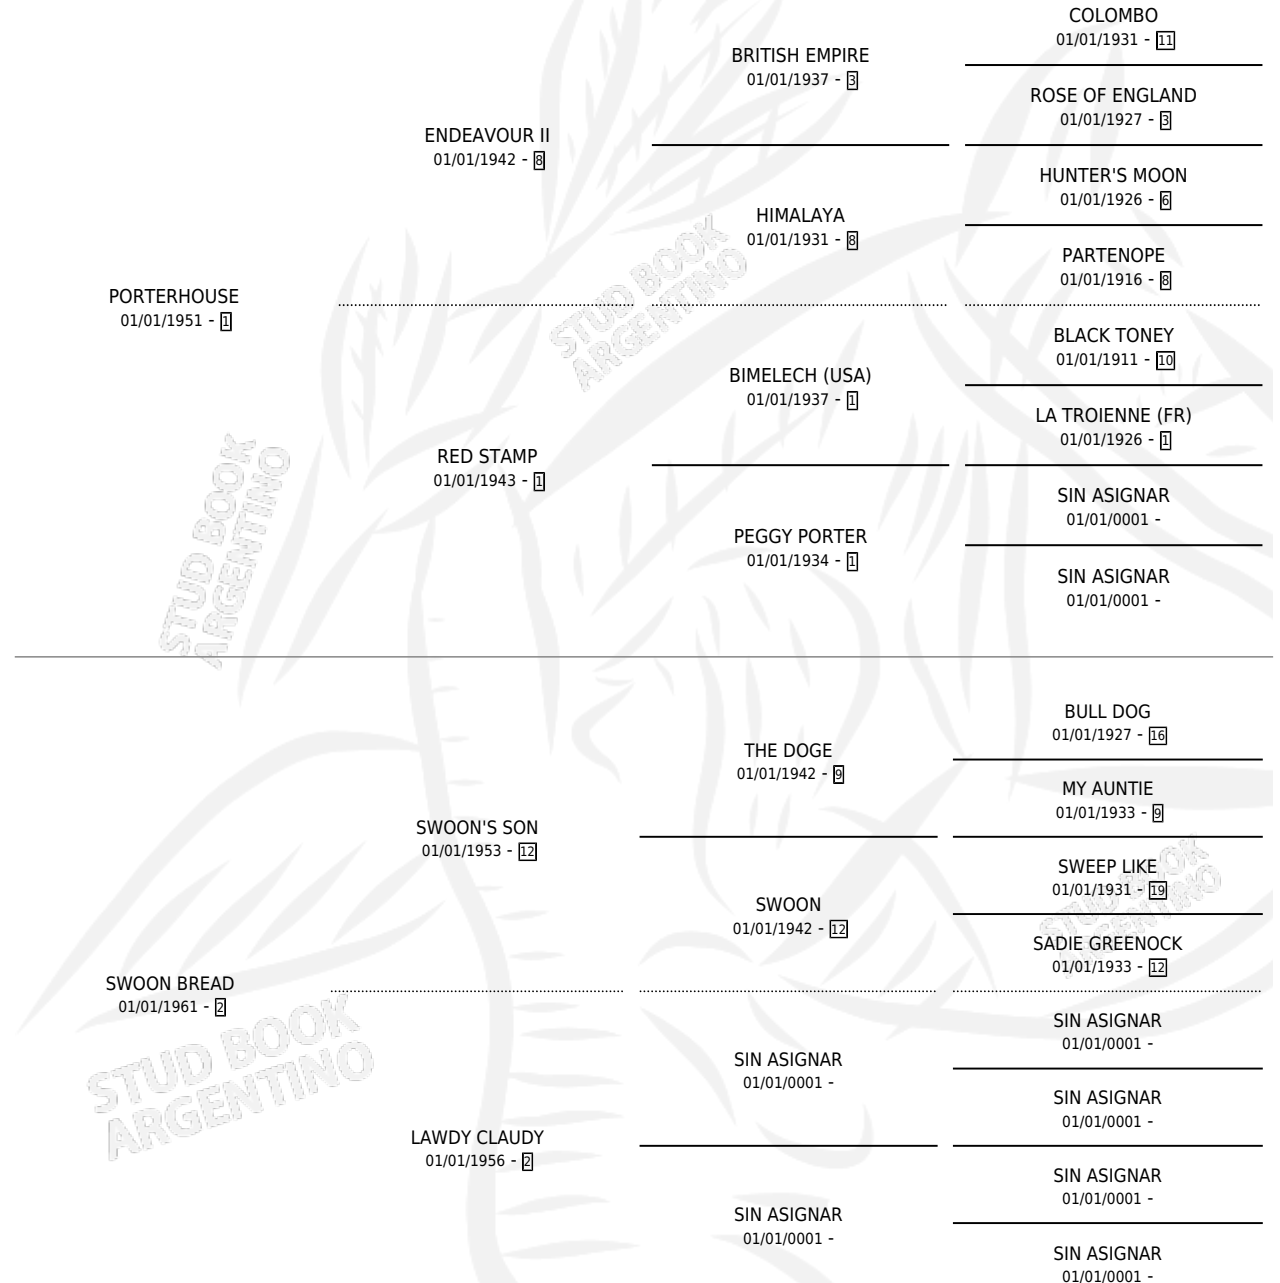 COLOMBO
01/01/1931 - 11
BRITISH EMPIRE
01/01/1937 - 3
ROSE OF ENGLAND
01/01/1927 - 3
ENDEAVOUR II
01/01/1942 - 8
HUNTER'S MOON
01/01/1926 - 6
HIMALAYA
01/01/1931 - 8
PARTENOPE
01/01/1916 - 8
PORTERHOUSE
01/01/1951 - 1
BLACK TONEY
01/01/1911 - 10
BIMELECH (USA)
01/01/1937 - 1
LA TROIENNE (FR)
01/01/1926 - 1
RED STAMP
01/01/1943 - 1
SIN ASIGNAR
01/01/0001 -
PEGGY PORTER
01/01/1934 - 1
SIN ASIGNAR
01/01/0001 -
STUD BOOK
ARGENTINO
STUD BOOK
ARGENTINO
BULL DOG
01/01/1927 - 16
THE DOGE
01/01/1942 - 9
MY AUNTIE
01/01/1933 - 9
SWOON'S SON
01/01/1953 - 12
SWEEP LIKE
01/01/1931 - 19
SWOON
01/01/1942 - 12
SADIE GREENOCK
01/01/1933 - 12
SWOON BREAD
01/01/1961 - 2
SIN ASIGNAR
01/01/0001 -
SIN ASIGNAR
01/01/0001 -
SIN ASIGNAR
01/01/0001 -
LAWDY CLAUDY
01/01/1956 - 2
SIN ASIGNAR
01/01/0001 -
SIN ASIGNAR
01/01/0001 -
SIN ASIGNAR
01/01/0001 -
STUD BOOK
ARGENTINO
STUD BOOK
ARGENTINO